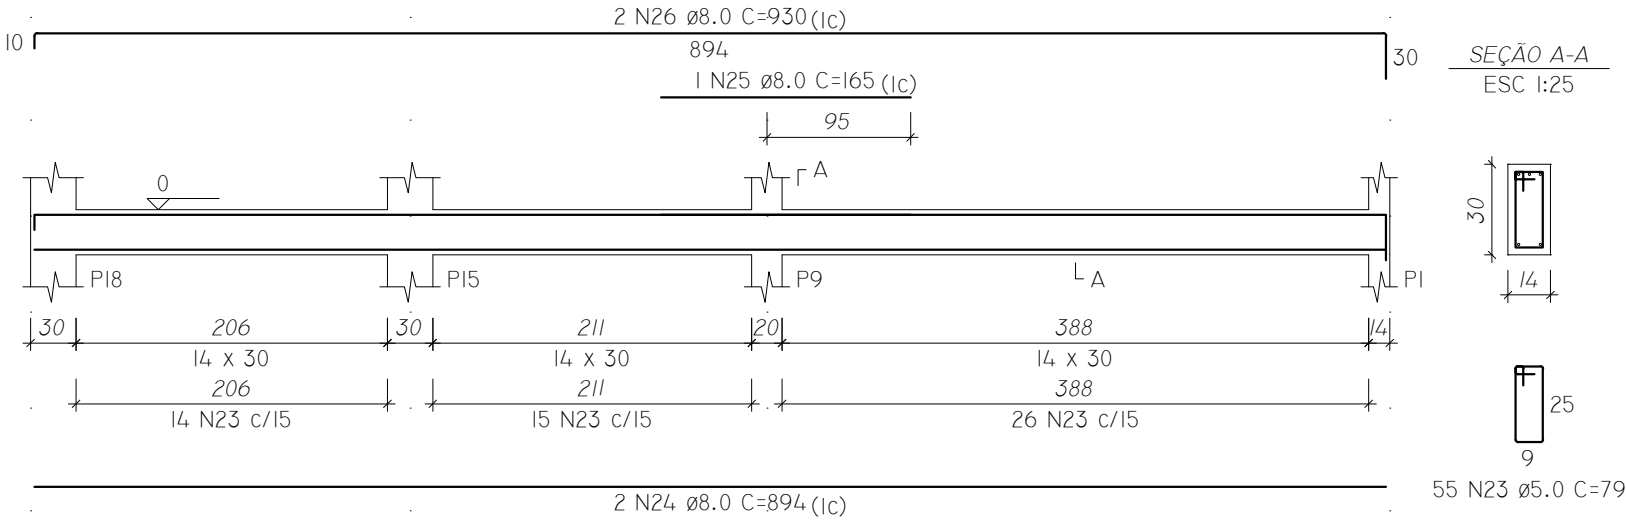 2 N26 ø8.0 C=930 (1c)
10
894
30
SEÇÃO A-A
ESC 1:25
1 N25 ø8.0 C=165 (1c)
95
A
0
30
14
P18
P15
P9
A
P1
30 206 30 211 20 388 14
14 x 30 14 x 30 14 x 30
206 211 388
14 N23 c/15 15 N23 c/15 26 N23 c/15
25
9
55 N23 ø5.0 C=79
2 N24 ø8.0 C=894 (1c)